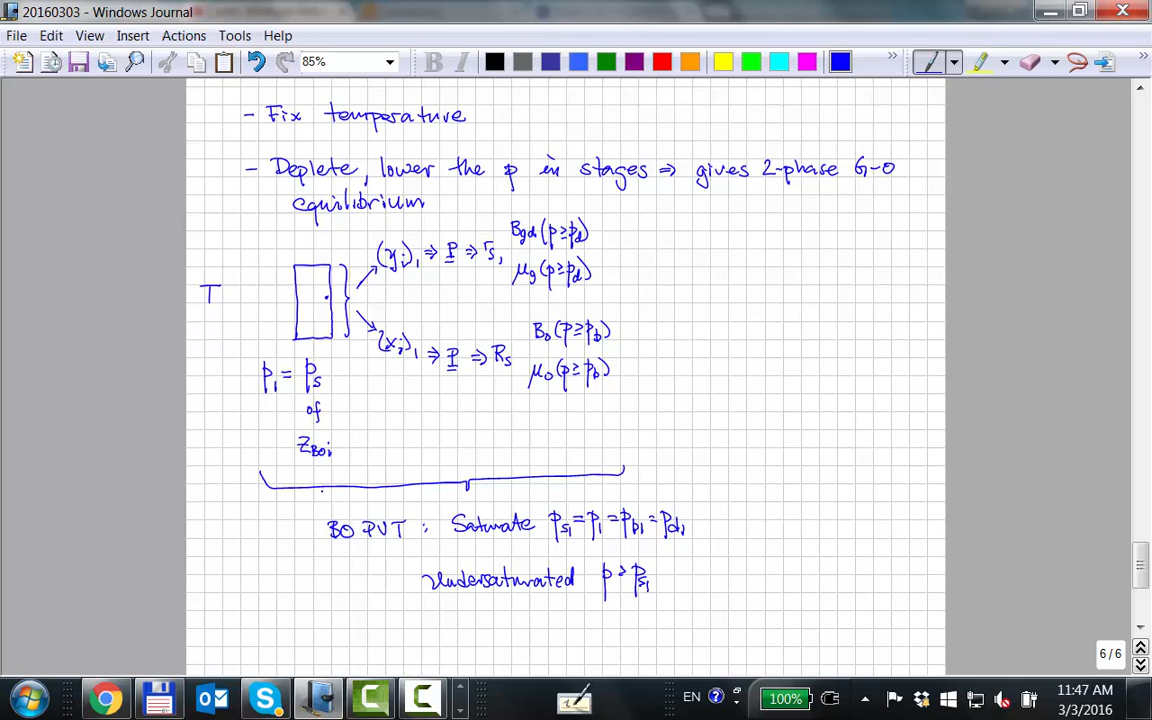 20160303 - Windows Journal
File Edit View Insert Actions Tools Help
85%
- Fix temperature
- Deplete, lower the p in stages ⇒ gives 2-phase G-O
equilibrium
Bgd (p≥pd)
(yi)1 ⇒ P ⇒ rs1
μg (p≥pd)
T
Bo (p≥pb)
(xi)1 ⇒ P ⇒ Rs
μo (p≥pb)
p1 = ps
of
ZBOi
BO PVT : Saturate ps1 = p1 = pb1 = pd1
Undersaturated p > ps1
6 / 6
EN 100% 11:47 AM
3/3/2016